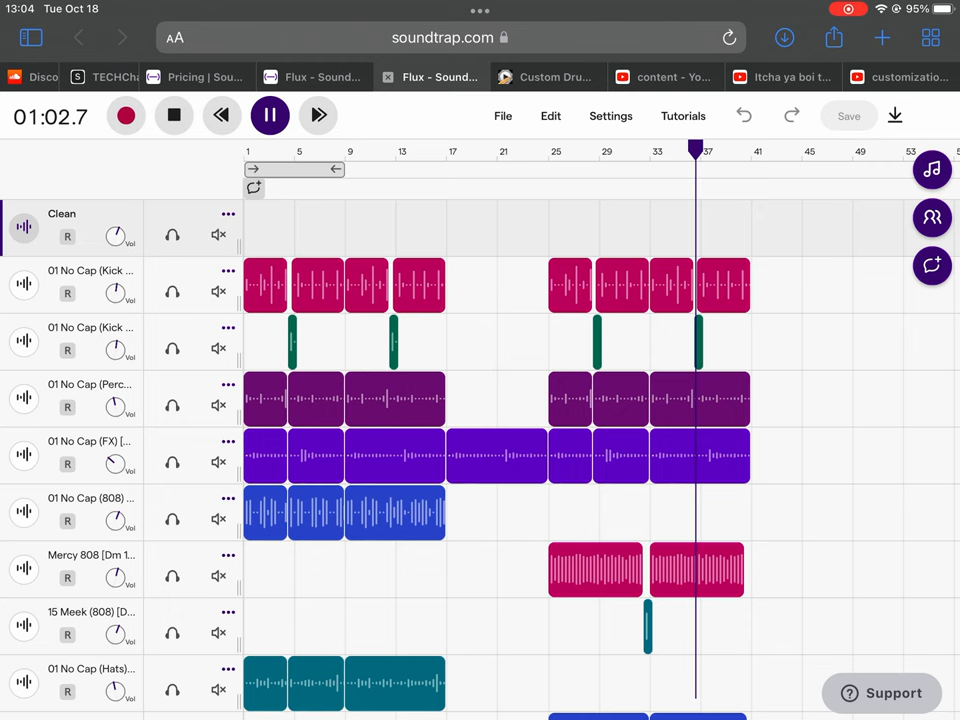 13:04 Tue Oct 18
95%
AA
soundtrap.com
Disco
TECHCha
Pricing | Sou...
Flux - Sound...
Flux - Sound...
Custom Dru...
content - Yo...
Itcha ya boi t...
customizatio...
01:02.7
File
Edit
Settings
Tutorials
Save
1 5 9 13 17 21 25 29 33 37 41 45 49 53
Clean
R
Vol
01 No Cap (Kick ...
R
Vol
01 No Cap (Kick ...
R
Vol
01 No Cap (Perc...
R
Vol
01 No Cap (FX) [...
R
Vol
01 No Cap (808) ...
R
Vol
Mercy 808 [Dm 1...
R
Vol
15 Meek (808) [D...
R
Vol
01 No Cap (Hats)...
R
Vol
Support